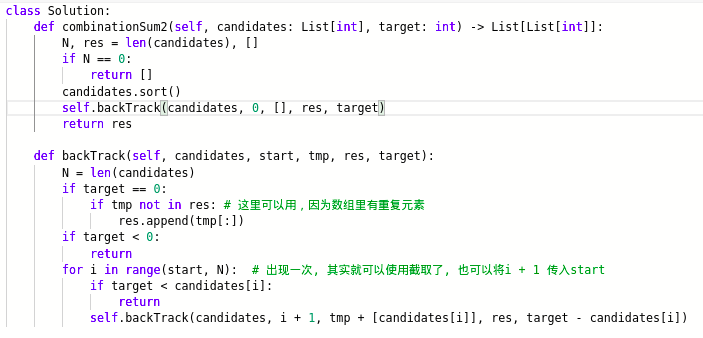 class Solution:
    def combinationSum2(self, candidates: List[int], target: int) -> List[List[int]]:
        N, res = len(candidates), []
        if N == 0:
            return []
        candidates.sort()
        self.backTrack(candidates, 0, [], res, target)
        return res
    def backTrack(self, candidates, start, tmp, res, target):
        N = len(candidates)
        if target == 0:
            if tmp not in res: # 这里可以用，因为数组里有重复元素
                res.append(tmp[:])
        if target < 0:
            return
        for i in range(start, N):  # 出现一次, 其实就可以使用截取了, 也可以将i + 1 传入start
            if target < candidates[i]:
                return
            self.backTrack(candidates, i + 1, tmp + [candidates[i]], res, target - candidates[i])